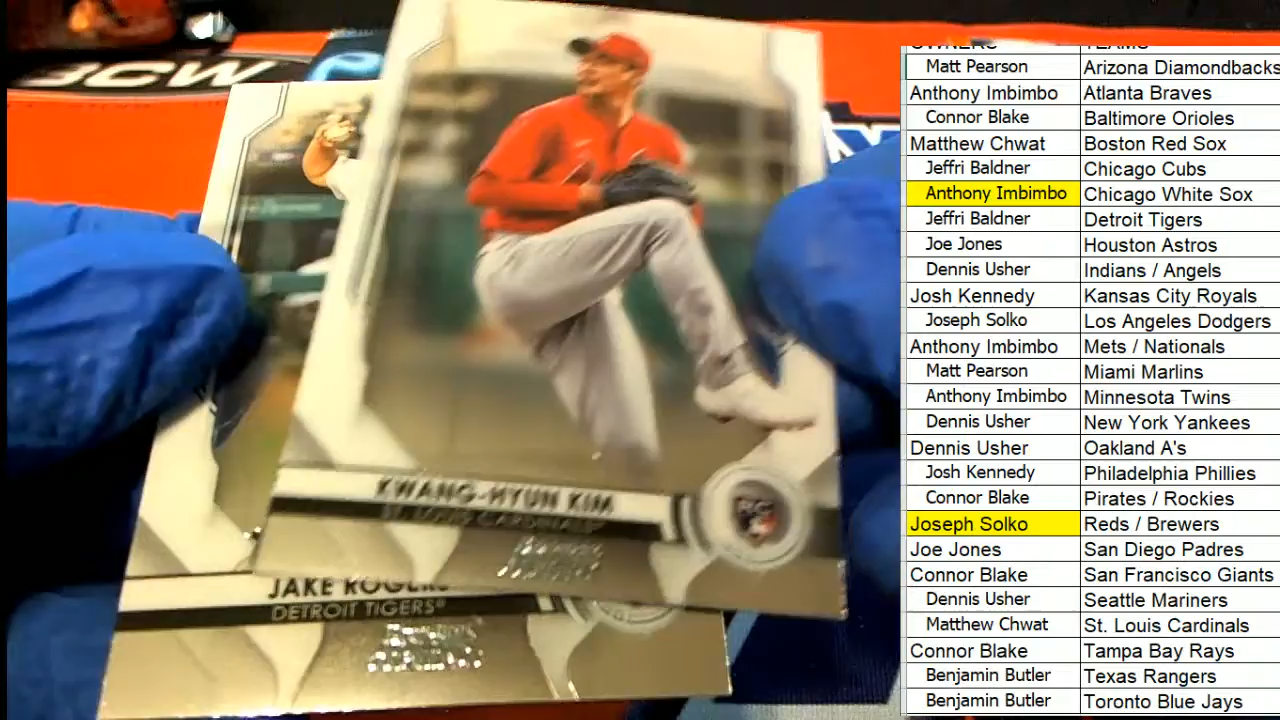 BCW
KWANG-HYUN KIM
ST. LOUIS CARDINALS
RC
JAKE ROGERS
DETROIT TIGERS®
OWNERS TEAMS
Matt Pearson Arizona Diamondbacks
Anthony Imbimbo Atlanta Braves
Connor Blake Baltimore Orioles
Matthew Chwat Boston Red Sox
Jeffri Baldner Chicago Cubs
Anthony Imbimbo Chicago White Sox
Jeffri Baldner Detroit Tigers
Joe Jones Houston Astros
Dennis Usher Indians / Angels
Josh Kennedy Kansas City Royals
Joseph Solko Los Angeles Dodgers
Anthony Imbimbo Mets / Nationals
Matt Pearson Miami Marlins
Anthony Imbimbo Minnesota Twins
Dennis Usher New York Yankees
Dennis Usher Oakland A's
Josh Kennedy Philadelphia Phillies
Connor Blake Pirates / Rockies
Joseph Solko Reds / Brewers
Joe Jones San Diego Padres
Connor Blake San Francisco Giants
Dennis Usher Seattle Mariners
Matthew Chwat St. Louis Cardinals
Connor Blake Tampa Bay Rays
Benjamin Butler Texas Rangers
Benjamin Butler Toronto Blue Jays